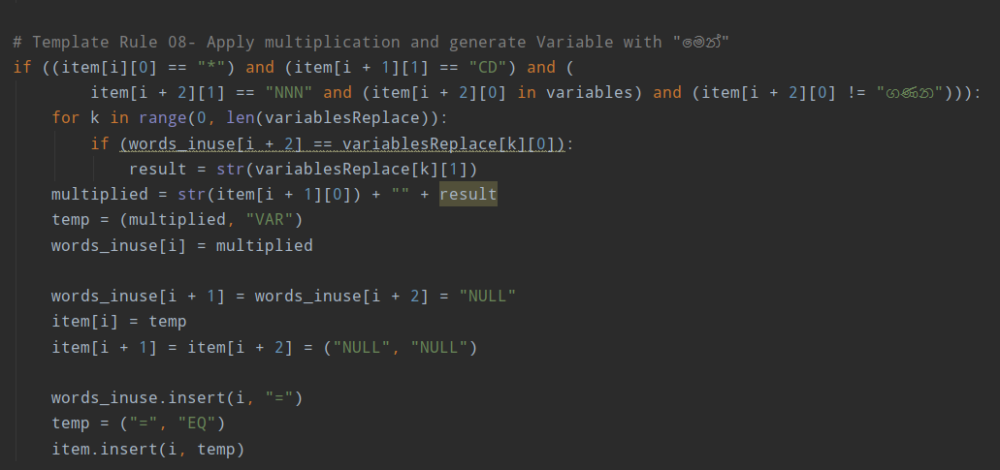 # Template Rule 08- Apply multiplication and generate Variable with "මෙන්"
if ((item[i][0] == "*") and (item[i + 1][1] == "CD") and (
        item[i + 2][1] == "NNN" and (item[i + 2][0] in variables) and (item[i + 2][0] != "ගණන"))):
    for k in range(0, len(variablesReplace)):
        if (words_inuse[i + 2] == variablesReplace[k][0]):
            result = str(variablesReplace[k][1])
    multiplied = str(item[i + 1][0]) + "" + result
    temp = (multiplied, "VAR")
    words_inuse[i] = multiplied
    words_inuse[i + 1] = words_inuse[i + 2] = "NULL"
    item[i] = temp
    item[i + 1] = item[i + 2] = ("NULL", "NULL")
    words_inuse.insert(i, "=")
    temp = ("=", "EQ")
    item.insert(i, temp)